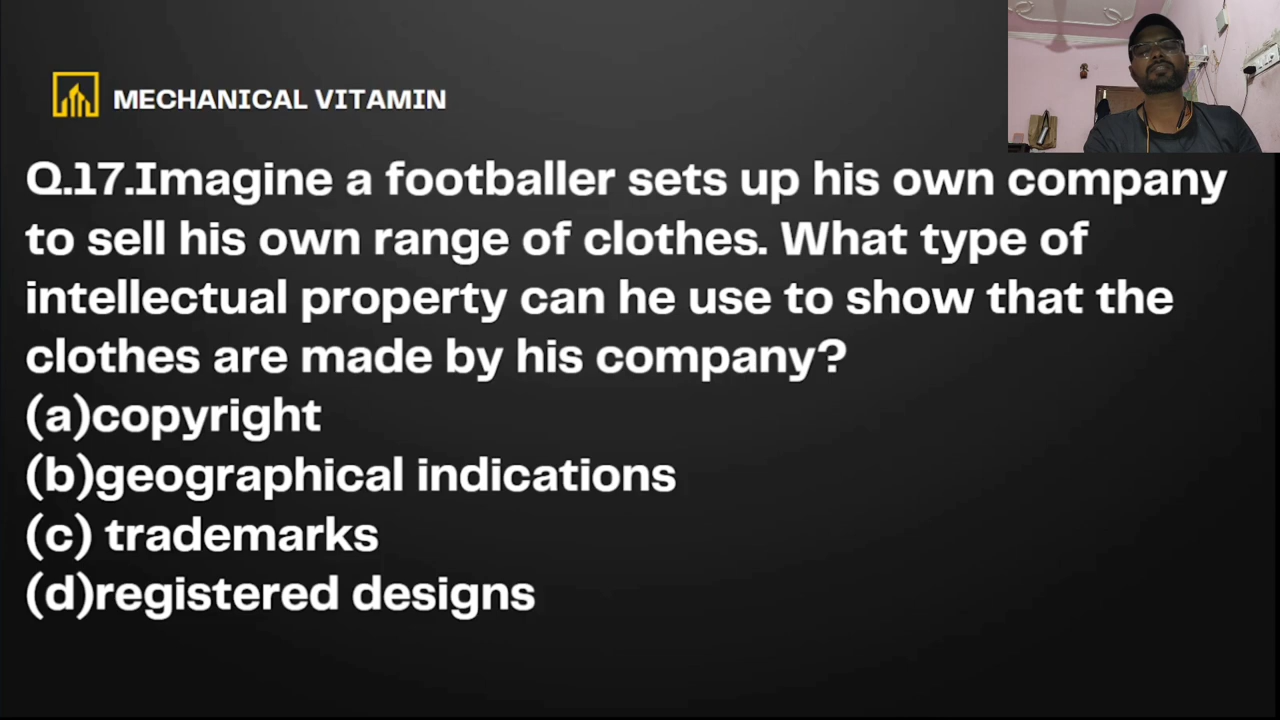 MECHANICAL VITAMIN
Q.17.Imagine a footballer sets up his own company
to sell his own range of clothes. What type of
intellectual property can he use to show that the
clothes are made by his company?
(a)copyright
(b)geographical indications
(c) trademarks
(d)registered designs